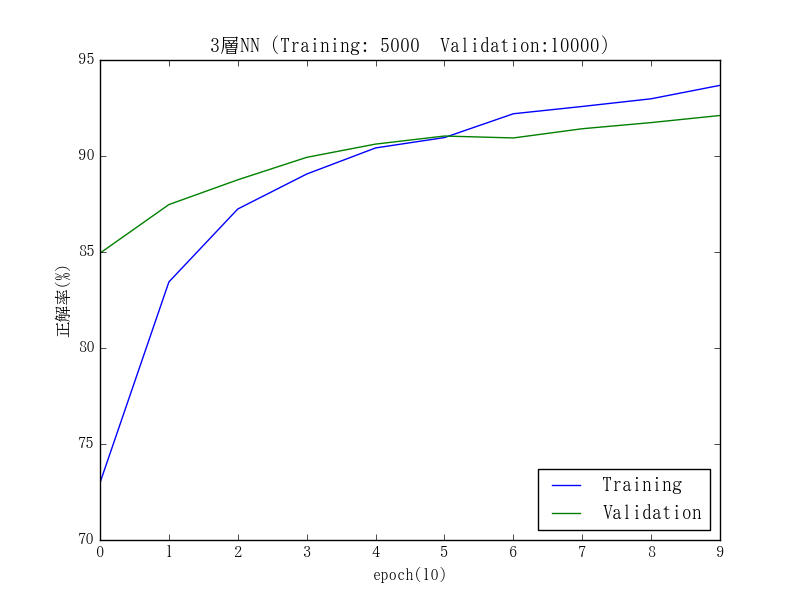 3層NN (Training: 5000  Validation:10000)
95
90
85
80
75
70
正解率(%)
Training
Validation
0 1 2 3 4 5 6 7 8 9
epoch(10)